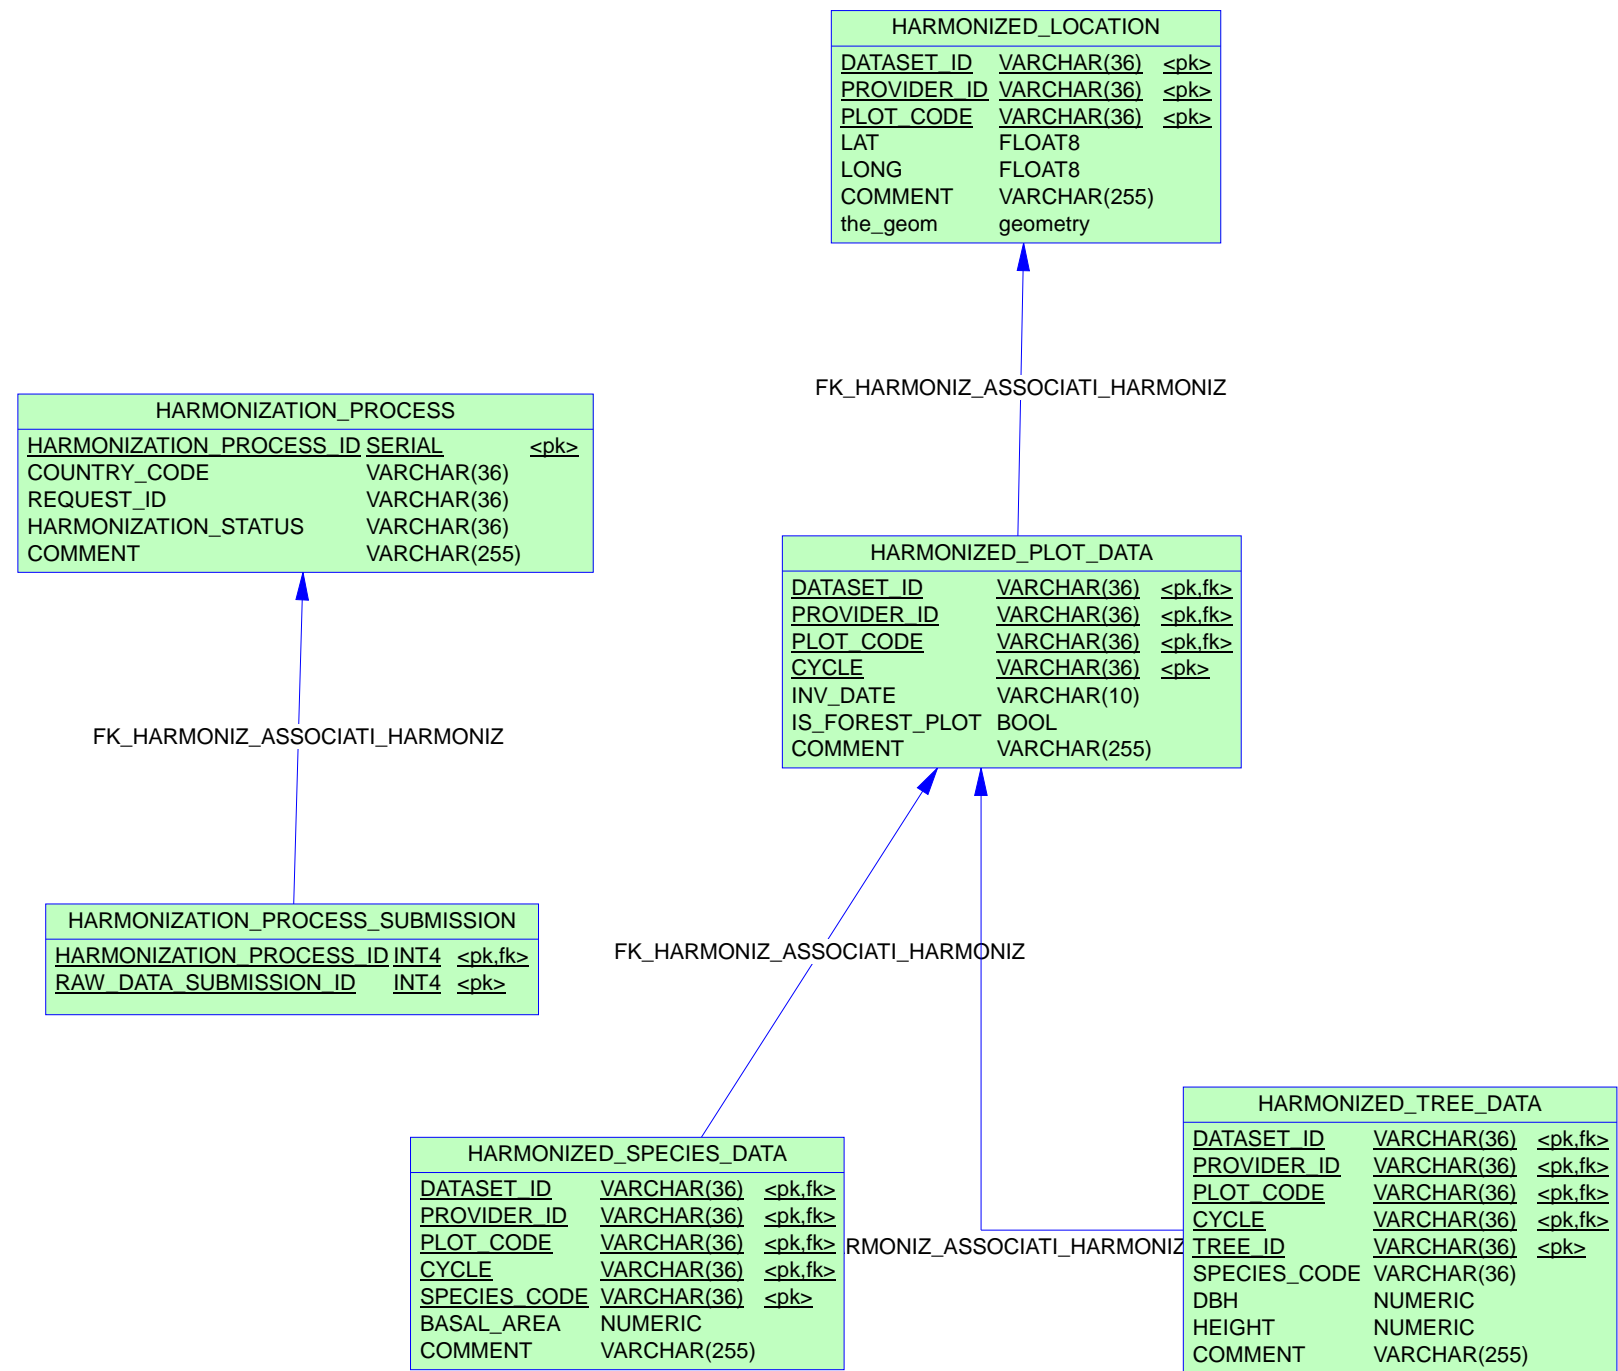 HARMONIZED_LOCATION
DATASET_ID VARCHAR(36) <pk>
PROVIDER_ID VARCHAR(36) <pk>
PLOT_CODE VARCHAR(36) <pk>
LAT FLOAT8
LONG FLOAT8
COMMENT VARCHAR(255)
the_geom geometry
FK_HARMONIZ_ASSOCIATI_HARMONIZ
HARMONIZATION_PROCESS
HARMONIZATION_PROCESS_ID SERIAL <pk>
COUNTRY_CODE VARCHAR(36)
REQUEST_ID VARCHAR(36)
HARMONIZATION_STATUS VARCHAR(36)
COMMENT VARCHAR(255)
HARMONIZED_PLOT_DATA
DATASET_ID VARCHAR(36) <pk,fk>
PROVIDER_ID VARCHAR(36) <pk,fk>
PLOT_CODE VARCHAR(36) <pk,fk>
CYCLE VARCHAR(36) <pk>
INV_DATE VARCHAR(10)
IS_FOREST_PLOT BOOL
COMMENT VARCHAR(255)
FK_HARMONIZ_ASSOCIATI_HARMONIZ
HARMONIZATION_PROCESS_SUBMISSION
HARMONIZATION_PROCESS_ID INT4 <pk,fk>
RAW_DATA_SUBMISSION_ID INT4 <pk>
FK_HARMONIZ_ASSOCIATI_HARMONIZ
HARMONIZED_SPECIES_DATA
DATASET_ID VARCHAR(36) <pk,fk>
PROVIDER_ID VARCHAR(36) <pk,fk>
PLOT_CODE VARCHAR(36) <pk,fk>
CYCLE VARCHAR(36) <pk,fk>
SPECIES_CODE VARCHAR(36) <pk>
BASAL_AREA NUMERIC
COMMENT VARCHAR(255)
RMONIZ_ASSOCIATI_HARMONIZ
HARMONIZED_TREE_DATA
DATASET_ID VARCHAR(36) <pk,fk>
PROVIDER_ID VARCHAR(36) <pk,fk>
PLOT_CODE VARCHAR(36) <pk,fk>
CYCLE VARCHAR(36) <pk,fk>
TREE_ID VARCHAR(36) <pk>
SPECIES_CODE VARCHAR(36)
DBH NUMERIC
HEIGHT NUMERIC
COMMENT VARCHAR(255)